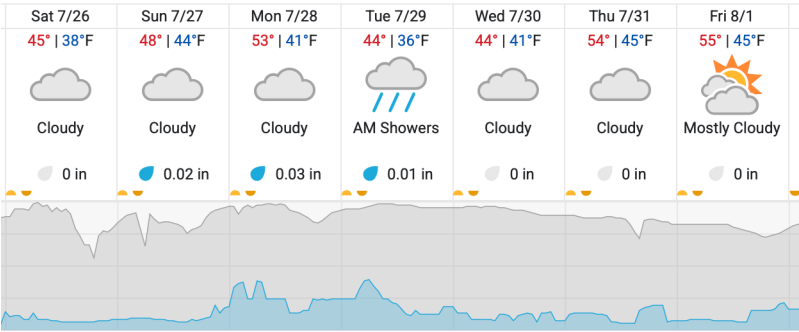 Sat 7/26 Sun 7/27 Mon 7/28 Tue 7/29 Wed 7/30 Thu 7/31 Fri 8/1
45° | 38°F 48° | 44°F 53° | 41°F 44° | 36°F 44° | 41°F 54° | 45°F 55° | 45°F
Cloudy Cloudy Cloudy AM Showers Cloudy Cloudy Mostly Cloudy
0 in 0.02 in 0.03 in 0.01 in 0 in 0 in 0 in